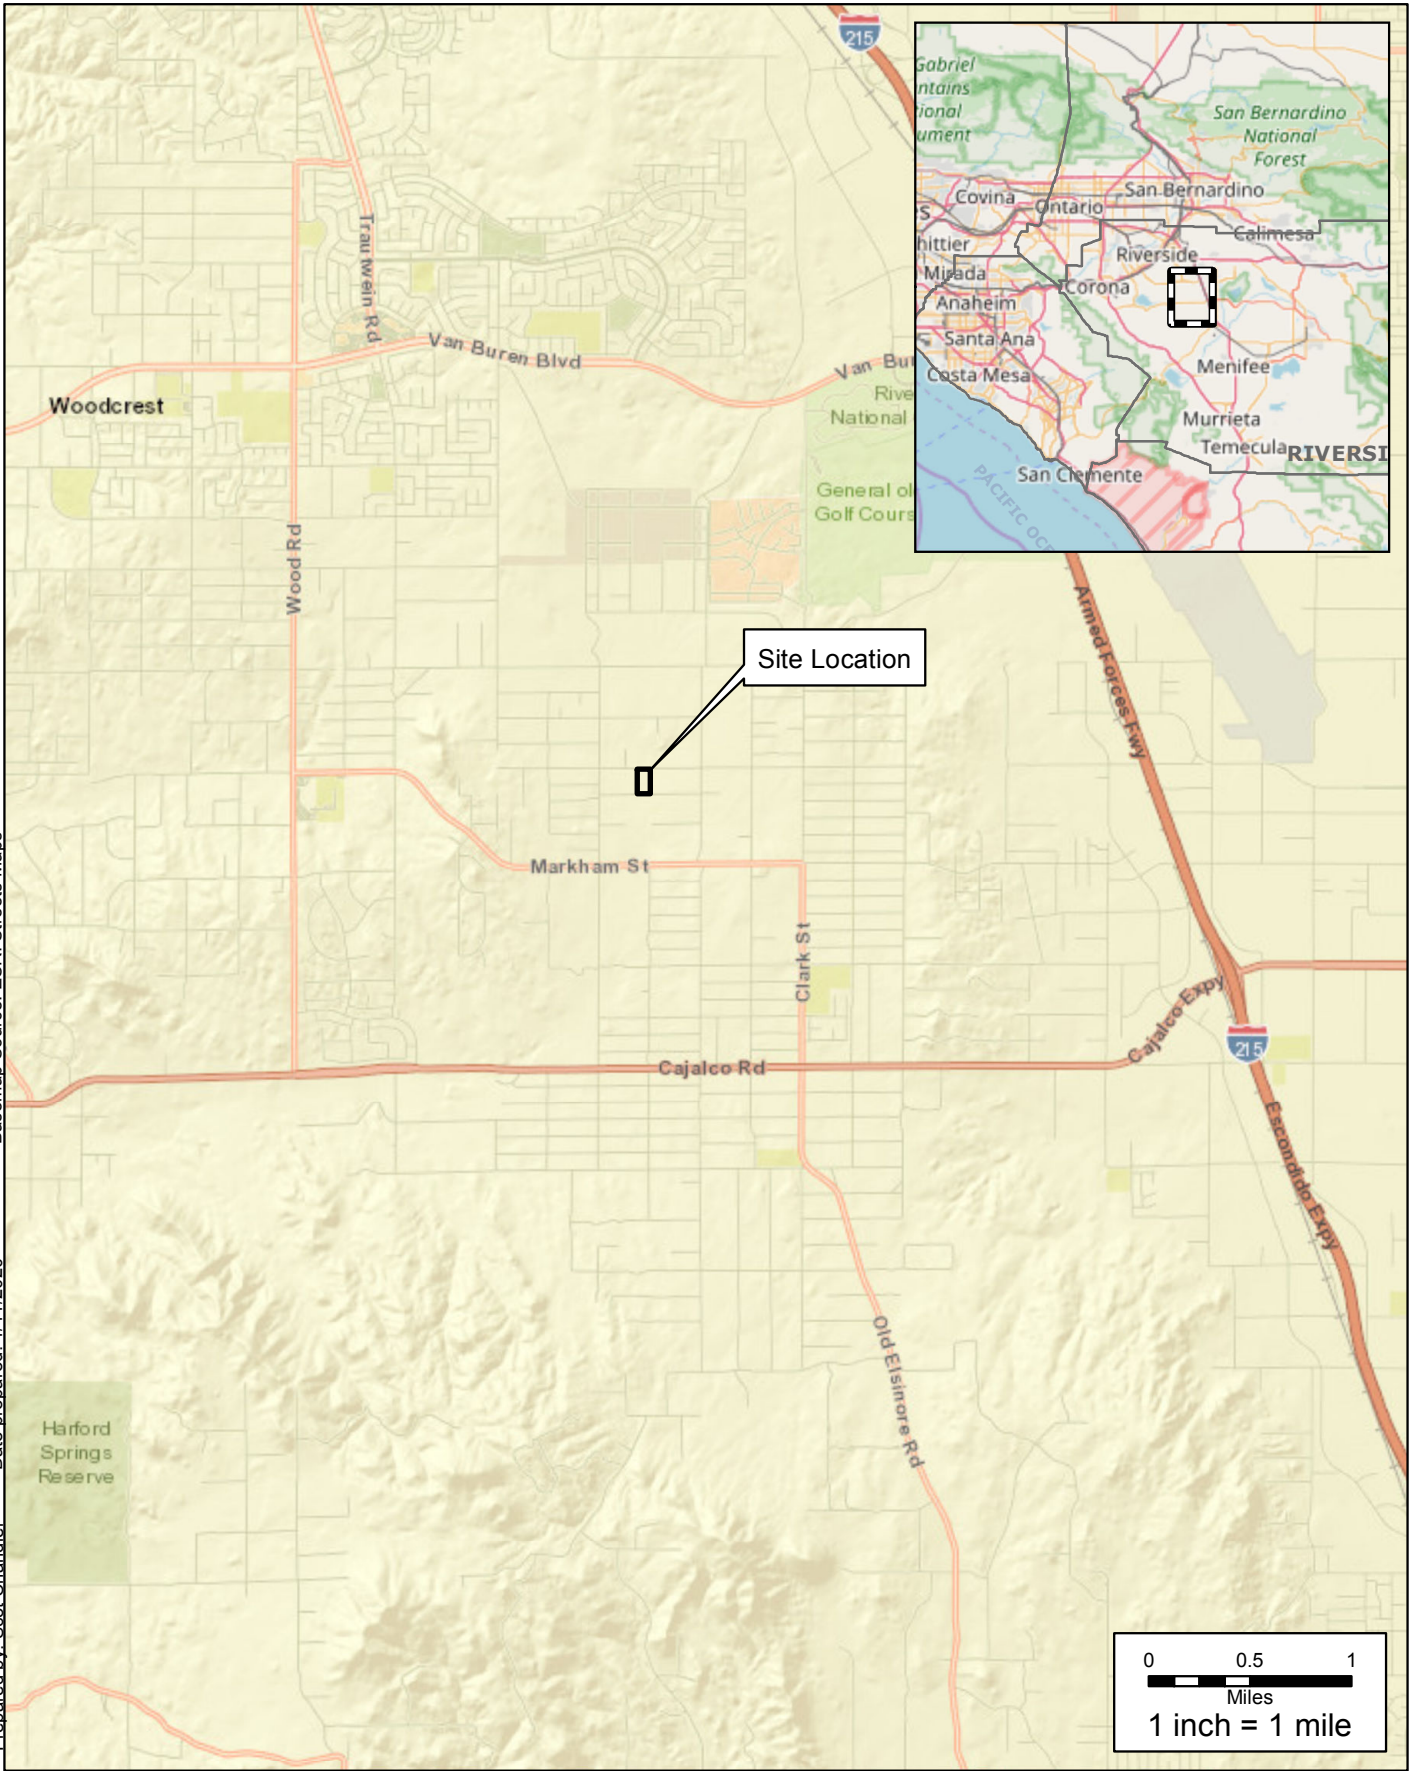 215
Gabriel
ntains
ional
ument
San Bernardino
National
Forest
Covina
San Bernardino
Ontario
S
hittier
Calimesa
Riverside
Mirada
Corona
Anaheim
Santa Ana
Costa Mesa
Menifee
Murrieta
Temecula
RIVERSI
San Clemente
PACIFIC OCE
Trautwein Rd
Van Buren Blvd
Van Bur
Woodcrest
Rive
National
General ol
Golf Cours
Wood Rd
Armed Forces Fwy
Site Location
Markham St
Clark St
Cajalco Expy
215
Cajalco Rd
Escondido Expy
Old Elsinore Rd
Harford
Springs
Reserve
0 0.5 1
Miles
1 inch = 1 mile